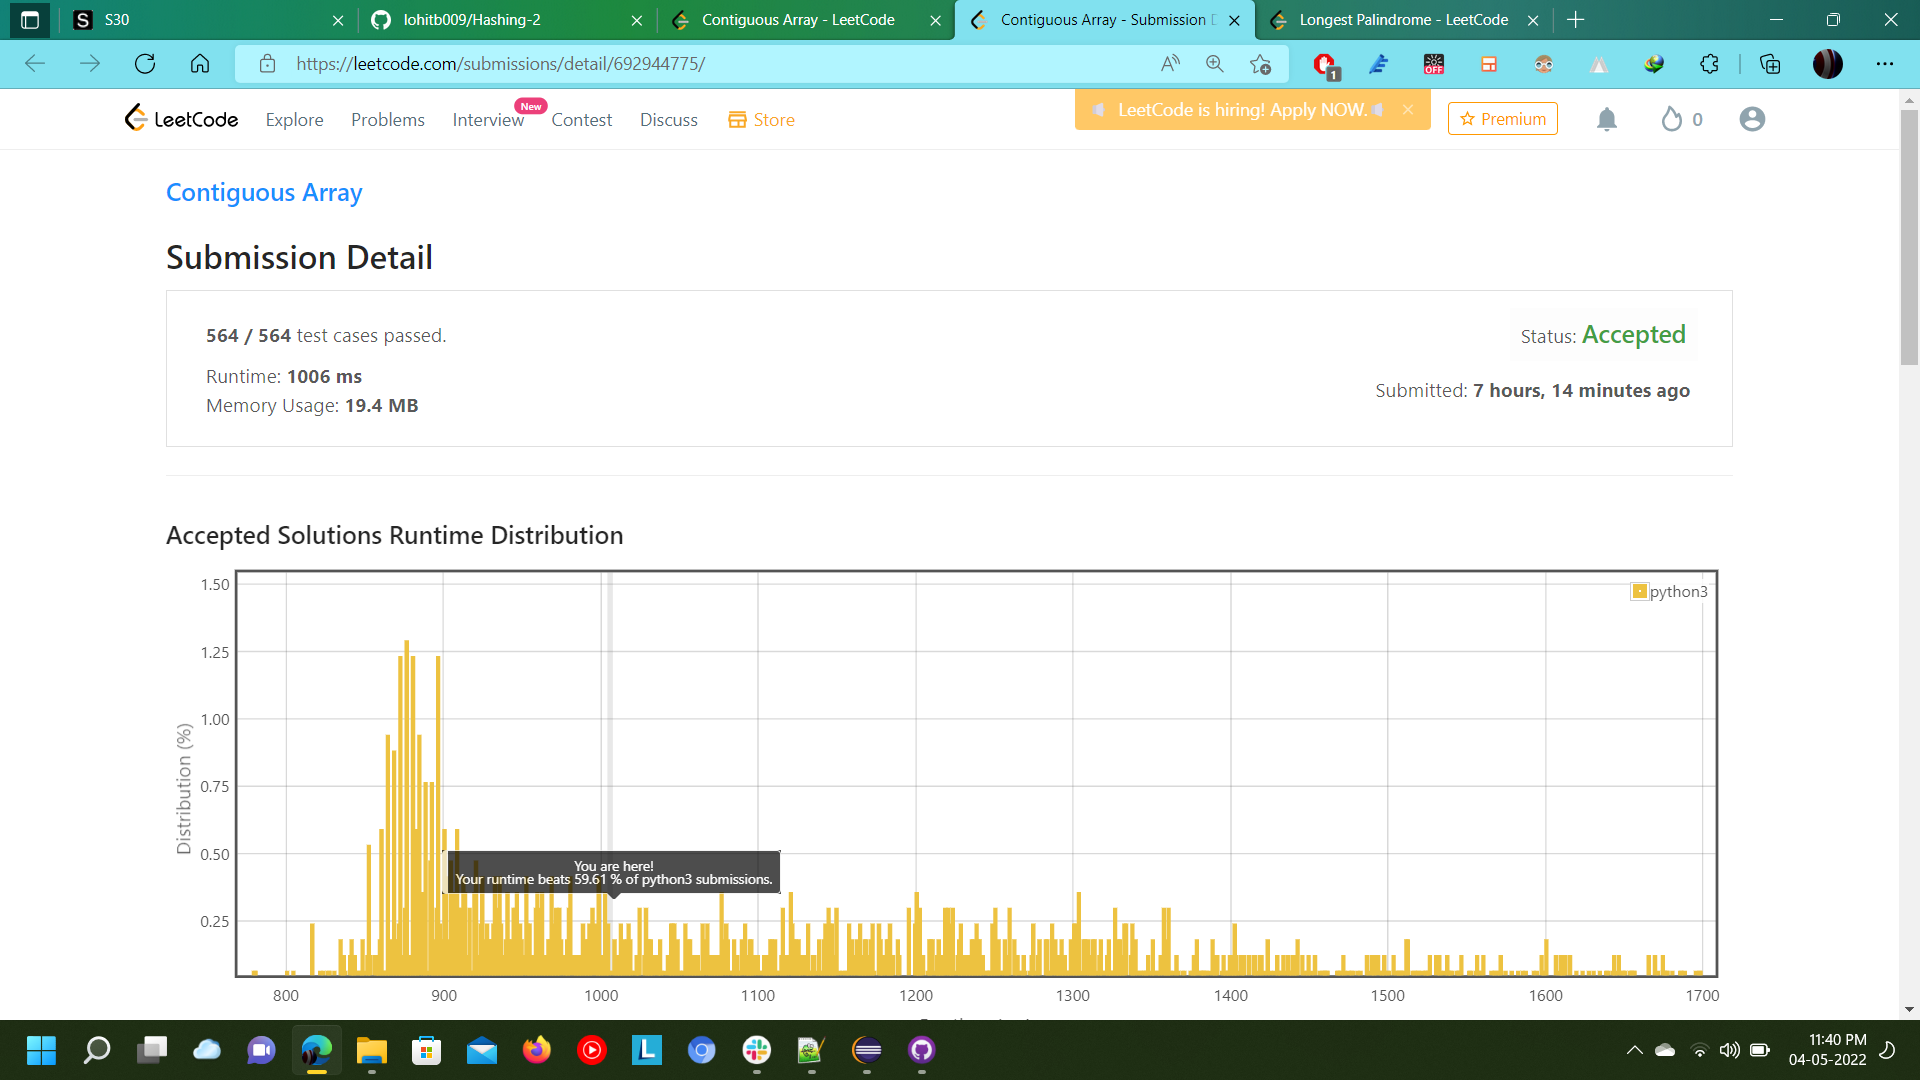 S30
lohitb009/Hashing-2
Contiguous Array - LeetCode
Contiguous Array - Submission D
Longest Palindrome - LeetCode
https://leetcode.com/submissions/detail/692944775/
1
OFF
LeetCode
Explore
Problems
Interview
New
Contest
Discuss
Store
LeetCode is hiring! Apply NOW.
Premium
0
Contiguous Array
Submission Detail
564 / 564 test cases passed.
Status: Accepted
Runtime: 1006 ms
Submitted: 7 hours, 14 minutes ago
Memory Usage: 19.4 MB
Accepted Solutions Runtime Distribution
python3
1.50
1.25
1.00
0.75
0.50
0.25
Distribution (%)
You are here!
Your runtime beats 59.61 % of python3 submissions.
800 900 1000 1100 1200 1300 1400 1500 1600 1700
11:40 PM
04-05-2022